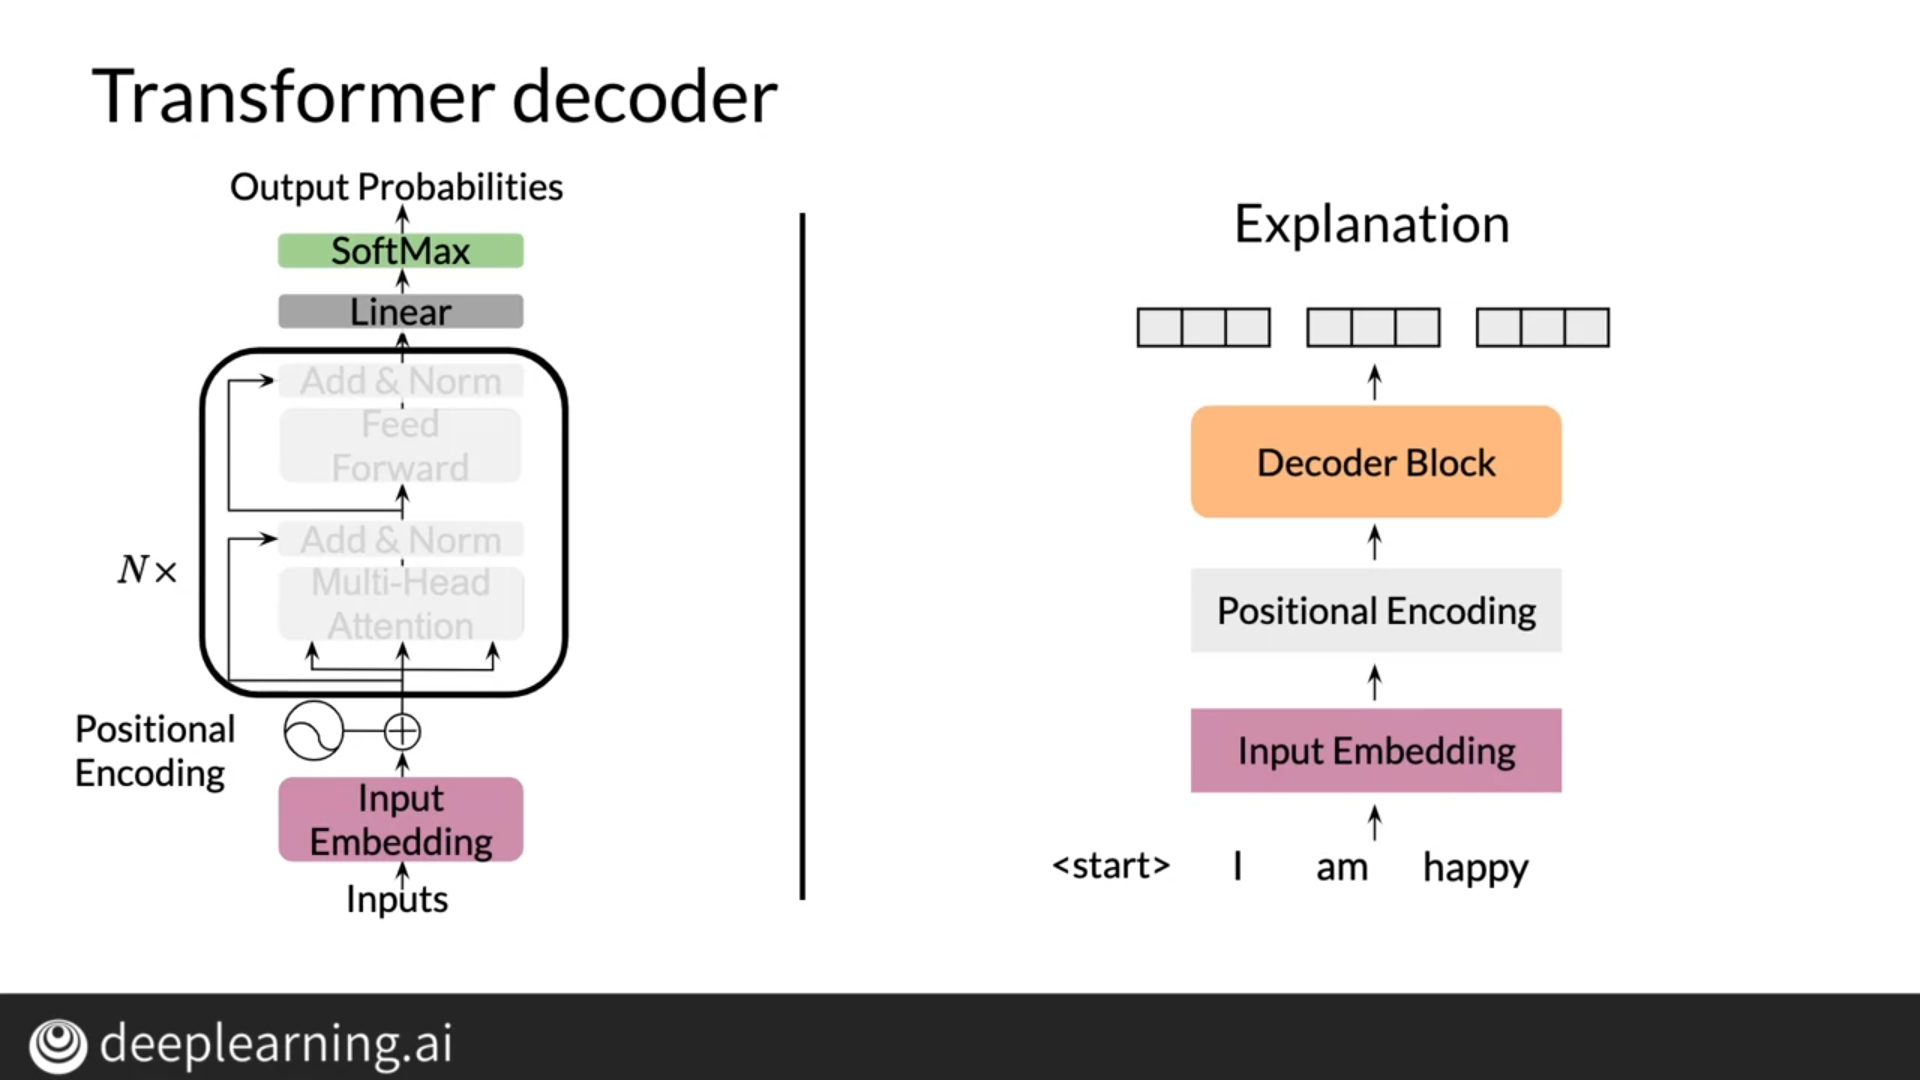 Transformer decoder
Output Probabilities
SoftMax
Linear
Add & Norm
Feed
Forward
Add & Norm
Multi-Head
Attention
N×
Positional
Encoding
Input
Embedding
Inputs
Explanation
Decoder Block
Positional Encoding
Input Embedding
<start> I am happy
deeplearning.ai